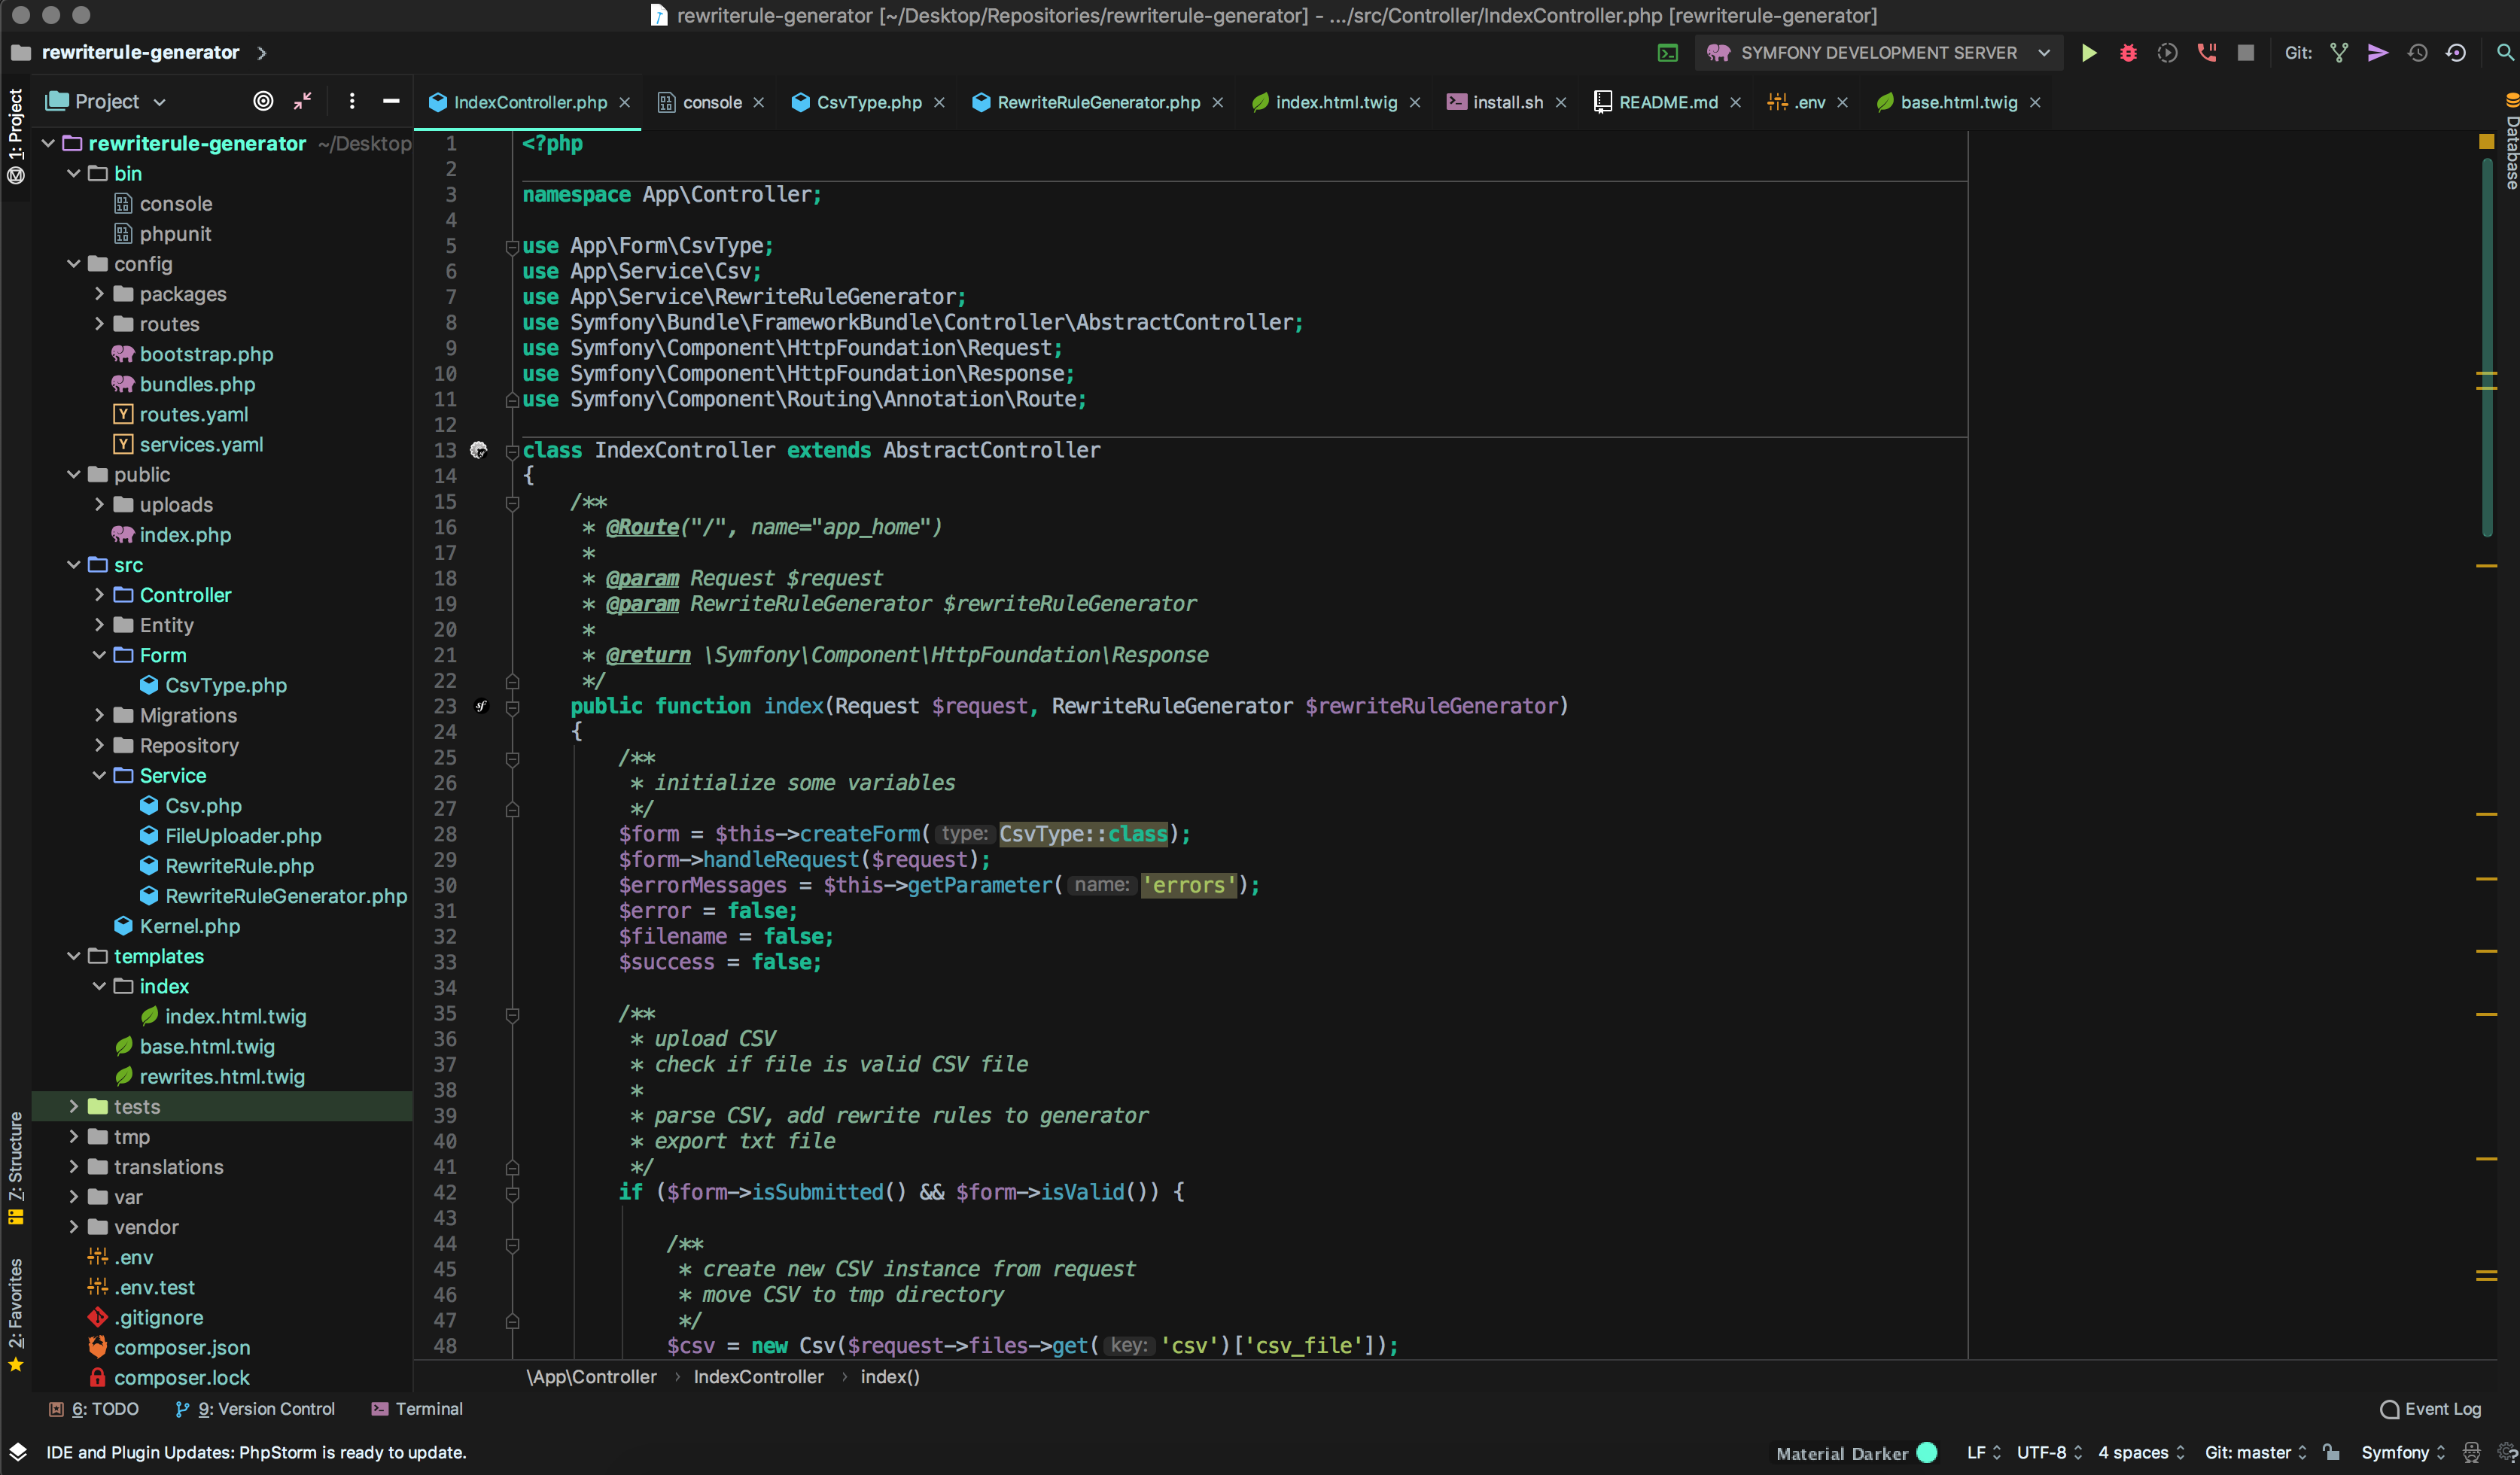 rewriterule-generator [~/Desktop/Repositories/rewriterule-generator] - .../src/Controller/IndexController.php [rewriterule-generator]
rewriterule-generator
SYMFONY DEVELOPMENT SERVER
Git:
1: Project
Project
IndexController.php
console
CsvType.php
RewriteRuleGenerator.php
index.html.twig
install.sh
README.md
.env
base.html.twig
Database
rewriterule-generator ~/Desktop
bin
console
phpunit
config
packages
routes
bootstrap.php
bundles.php
routes.yaml
services.yaml
public
uploads
index.php
src
Controller
Entity
Form
CsvType.php
Migrations
Repository
Service
Csv.php
FileUploader.php
RewriteRule.php
RewriteRuleGenerator.php
Kernel.php
templates
index
index.html.twig
base.html.twig
rewrites.html.twig
tests
tmp
translations
var
vendor
.env
.env.test
.gitignore
composer.json
composer.lock
7: Structure
2: Favorites
1 <?php
2
3 namespace App\Controller;
4
5 use App\Form\CsvType;
6 use App\Service\Csv;
7 use App\Service\RewriteRuleGenerator;
8 use Symfony\Bundle\FrameworkBundle\Controller\AbstractController;
9 use Symfony\Component\HttpFoundation\Request;
10 use Symfony\Component\HttpFoundation\Response;
11 use Symfony\Component\Routing\Annotation\Route;
12
13 class IndexController extends AbstractController
14 {
15 /**
16 * @Route("/", name="app_home")
17 *
18 * @param Request $request
19 * @param RewriteRuleGenerator $rewriteRuleGenerator
20 *
21 * @return \Symfony\Component\HttpFoundation\Response
22 */
23 public function index(Request $request, RewriteRuleGenerator $rewriteRuleGenerator)
24 {
25 /**
26 * initialize some variables
27 */
28 $form = $this->createForm( type: CsvType::class);
29 $form->handleRequest($request);
30 $errorMessages = $this->getParameter( name: 'errors');
31 $error = false;
32 $filename = false;
33 $success = false;
34
35 /**
36 * upload CSV
37 * check if file is valid CSV file
38 *
39 * parse CSV, add rewrite rules to generator
40 * export txt file
41 */
42 if ($form->isSubmitted() && $form->isValid()) {
43
44 /**
45 * create new CSV instance from request
46 * move CSV to tmp directory
47 */
48 $csv = new Csv($request->files->get( key: 'csv')['csv_file']);
\App\Controller › IndexController › index()
6: TODO
9: Version Control
Terminal
Event Log
IDE and Plugin Updates: PhpStorm is ready to update.
Material Darker
LF
UTF-8
4 spaces
Git: master
Symfony